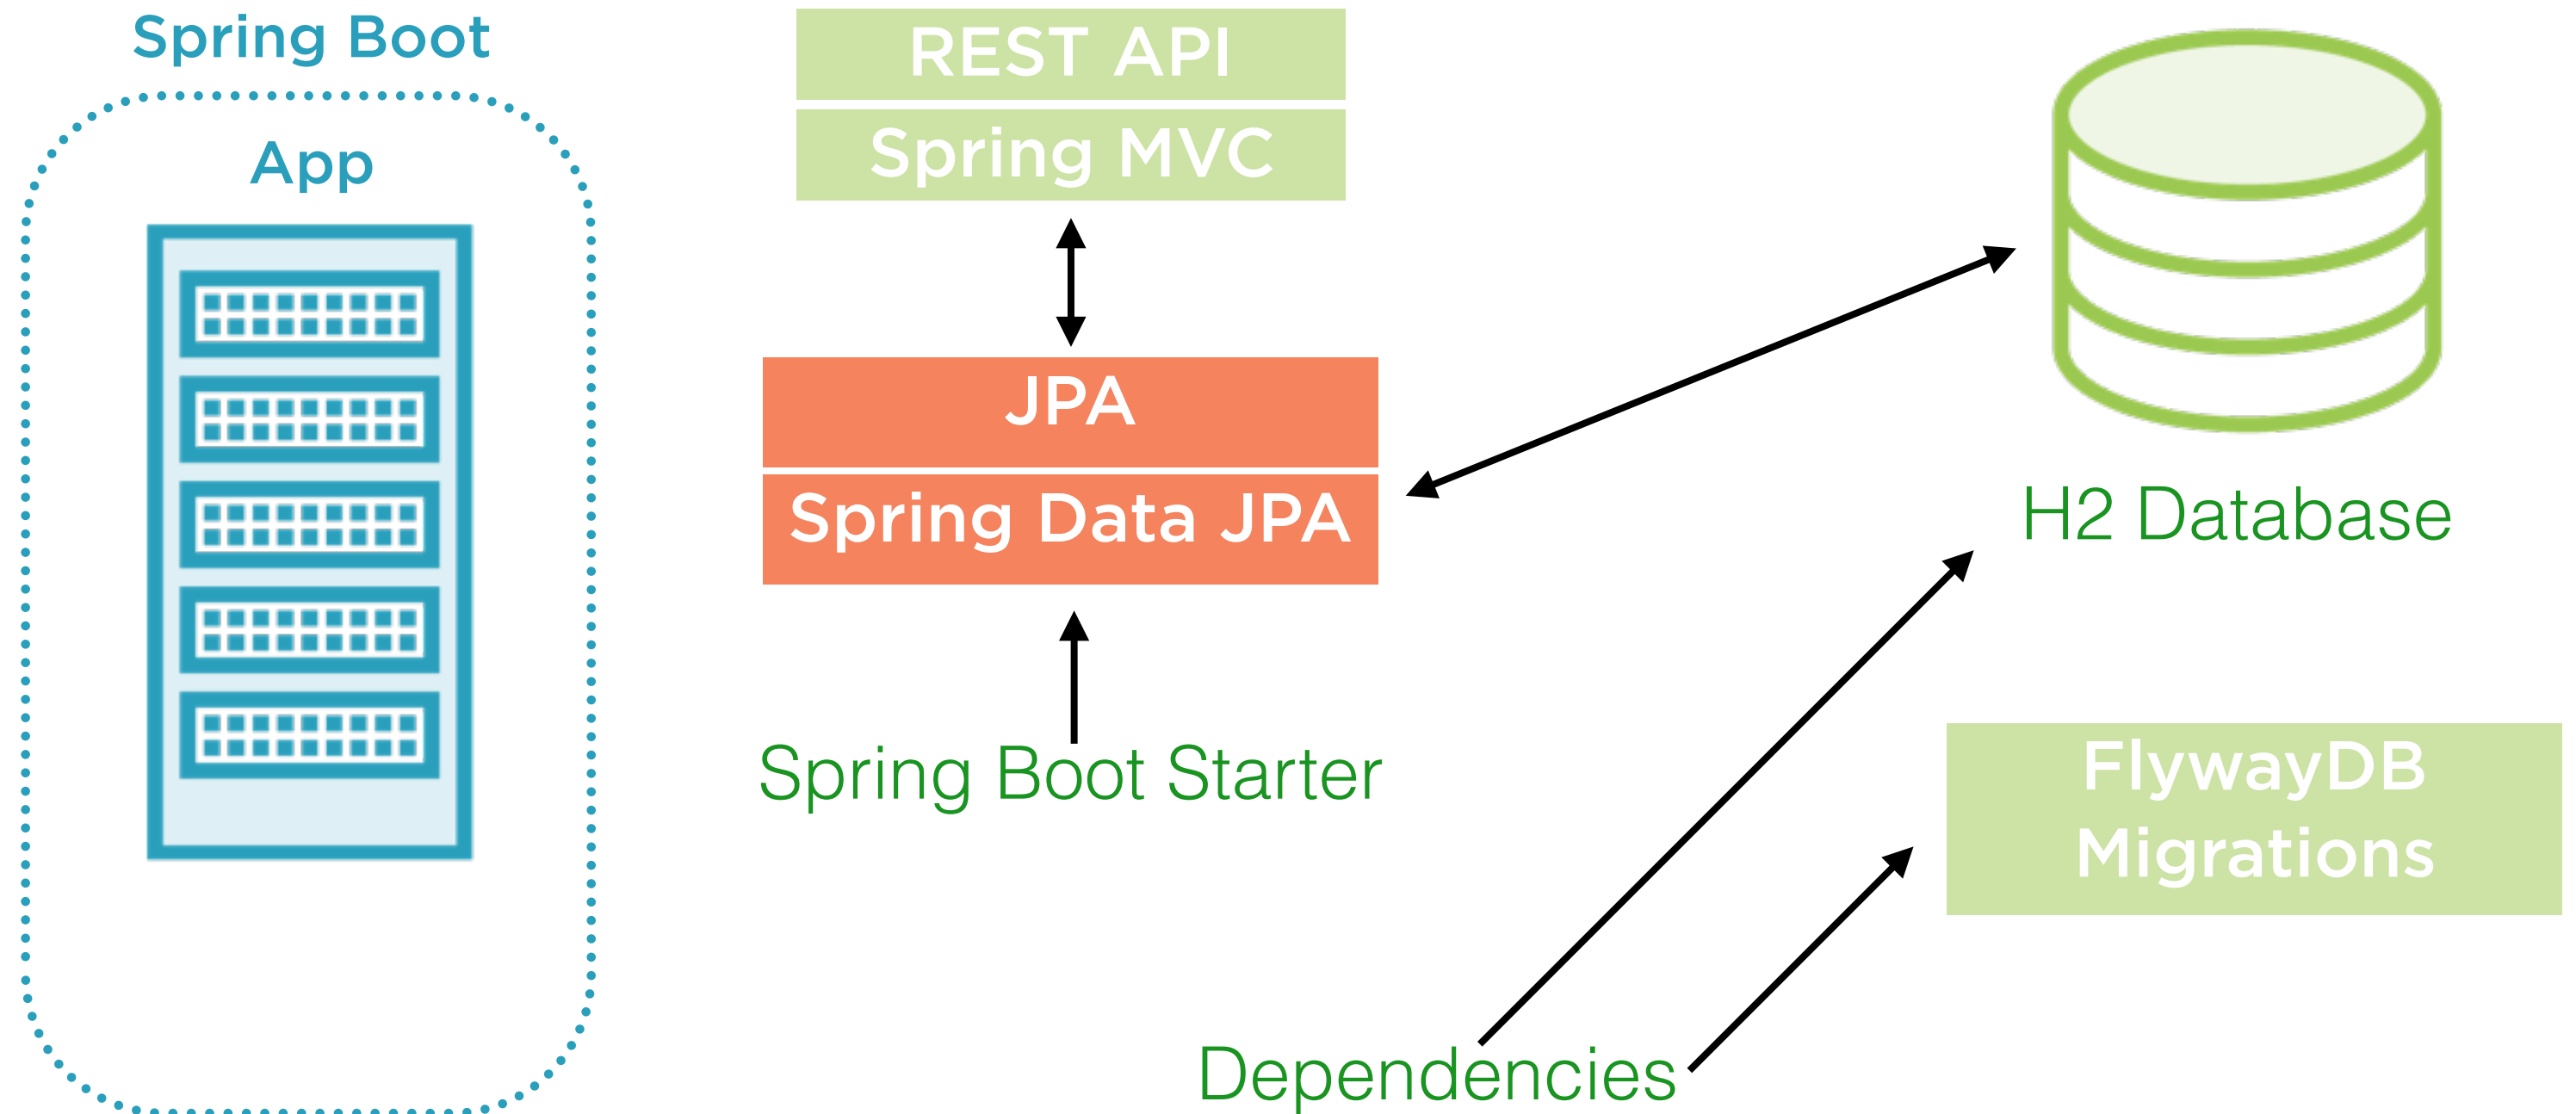 Spring Boot
App
REST API
Spring MVC
JPA
Spring Data JPA
Spring Boot Starter
H2 Database
FlywayDB
Migrations
Dependencies